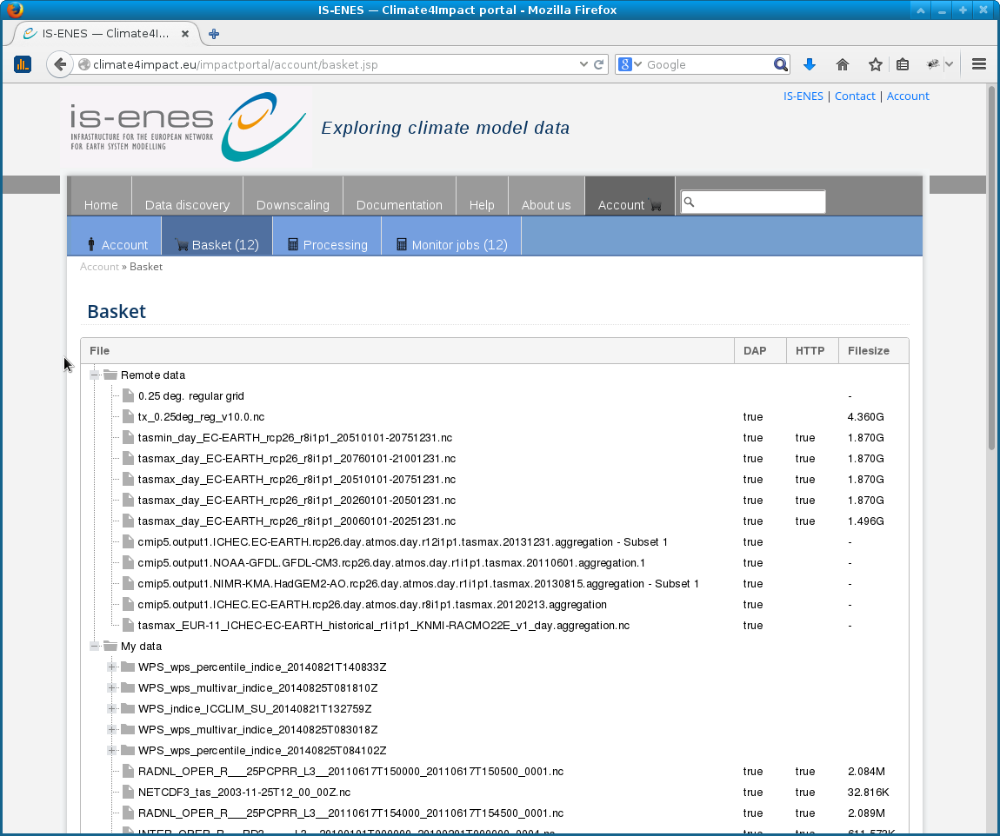 IS-ENES — Climate4Impact portal - Mozilla Firefox
IS-ENES — Climate4I...
climate4impact.eu/impactportal/account/basket.jsp
Google
IS-ENES | Contact | Account
is-enes
INFRASTRUCTURE FOR THE EUROPEAN NETWORK
FOR EARTH SYSTEM MODELLING
Exploring climate model data
Home Data discovery Downscaling Documentation Help About us Account
Account Basket (12) Processing Monitor jobs (12)
Account » Basket
Basket
File DAP HTTP Filesize
Remote data
0.25 deg. regular grid -
tx_0.25deg_reg_v10.0.nc true 4.360G
tasmin_day_EC-EARTH_rcp26_r8i1p1_20510101-20751231.nc true true 1.870G
tasmax_day_EC-EARTH_rcp26_r8i1p1_20760101-21001231.nc true true 1.870G
tasmax_day_EC-EARTH_rcp26_r8i1p1_20510101-20751231.nc true true 1.870G
tasmax_day_EC-EARTH_rcp26_r8i1p1_20260101-20501231.nc true true 1.870G
tasmax_day_EC-EARTH_rcp26_r8i1p1_20060101-20251231.nc true true 1.496G
cmip5.output1.ICHEC.EC-EARTH.rcp26.day.atmos.day.r12i1p1.tasmax.20131231.aggregation - Subset 1 true -
cmip5.output1.NOAA-GFDL.GFDL-CM3.rcp26.day.atmos.day.r1i1p1.tasmax.20110601.aggregation.1 true -
cmip5.output1.NIMR-KMA.HadGEM2-AO.rcp26.day.atmos.day.r1i1p1.tasmax.20130815.aggregation - Subset 1 true -
cmip5.output1.ICHEC.EC-EARTH.rcp26.day.atmos.day.r8i1p1.tasmax.20120213.aggregation true -
tasmax_EUR-11_ICHEC-EC-EARTH_historical_r1i1p1_KNMI-RACMO22E_v1_day.aggregation.nc true -
My data
WPS_wps_percentile_indice_20140821T140833Z
WPS_wps_multivar_indice_20140825T081810Z
WPS_indice_ICCLIM_SU_20140821T132759Z
WPS_wps_multivar_indice_20140825T083018Z
WPS_wps_percentile_indice_20140825T084102Z
RADNL_OPER_R___25PCPRR_L3__20110617T150000_20110617T150500_0001.nc true true 2.084M
NETCDF3_tas_2003-11-25T12_00_00Z.nc true true 32.816K
RADNL_OPER_R___25PCPRR_L3__20110617T154000_20110617T154500_0001.nc true true 2.089M